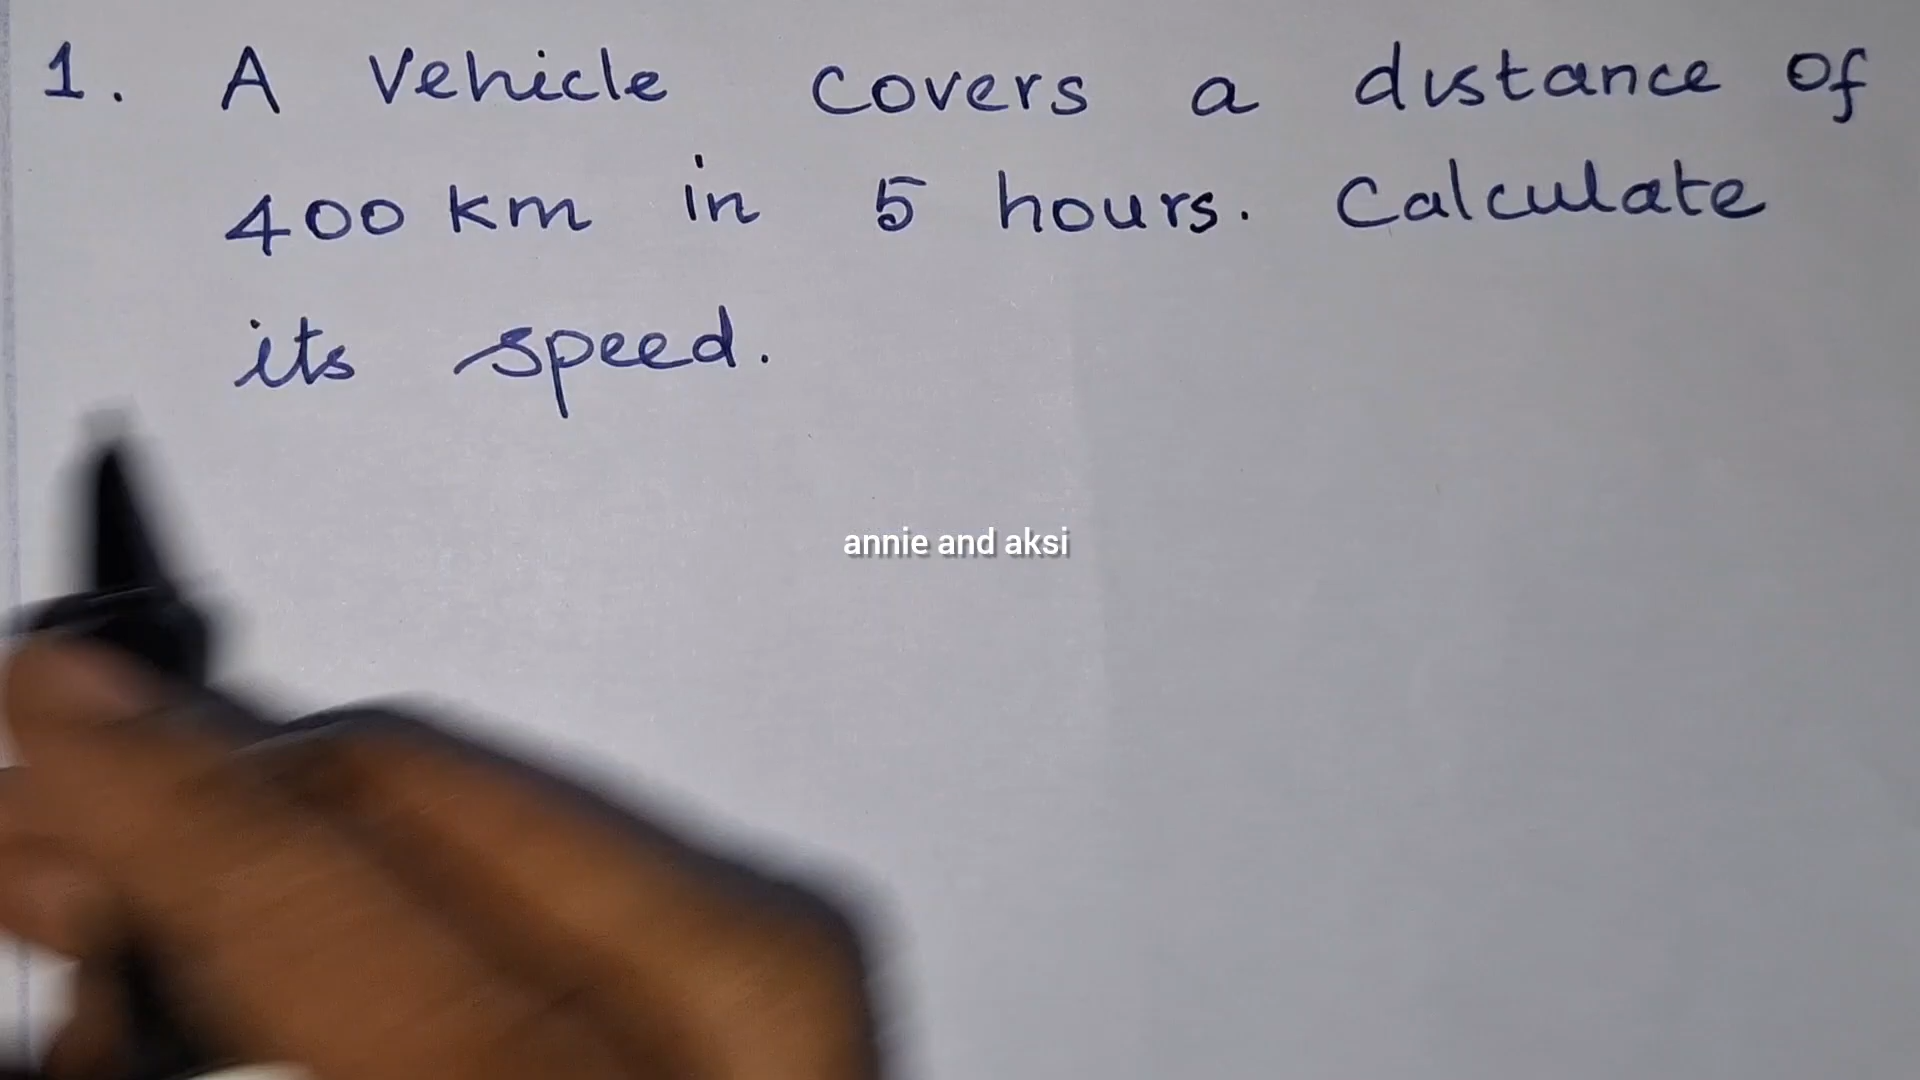 1. A Vehicle covers a distance of
400 km in 5 hours. Calculate
its speed.
annie and aksi